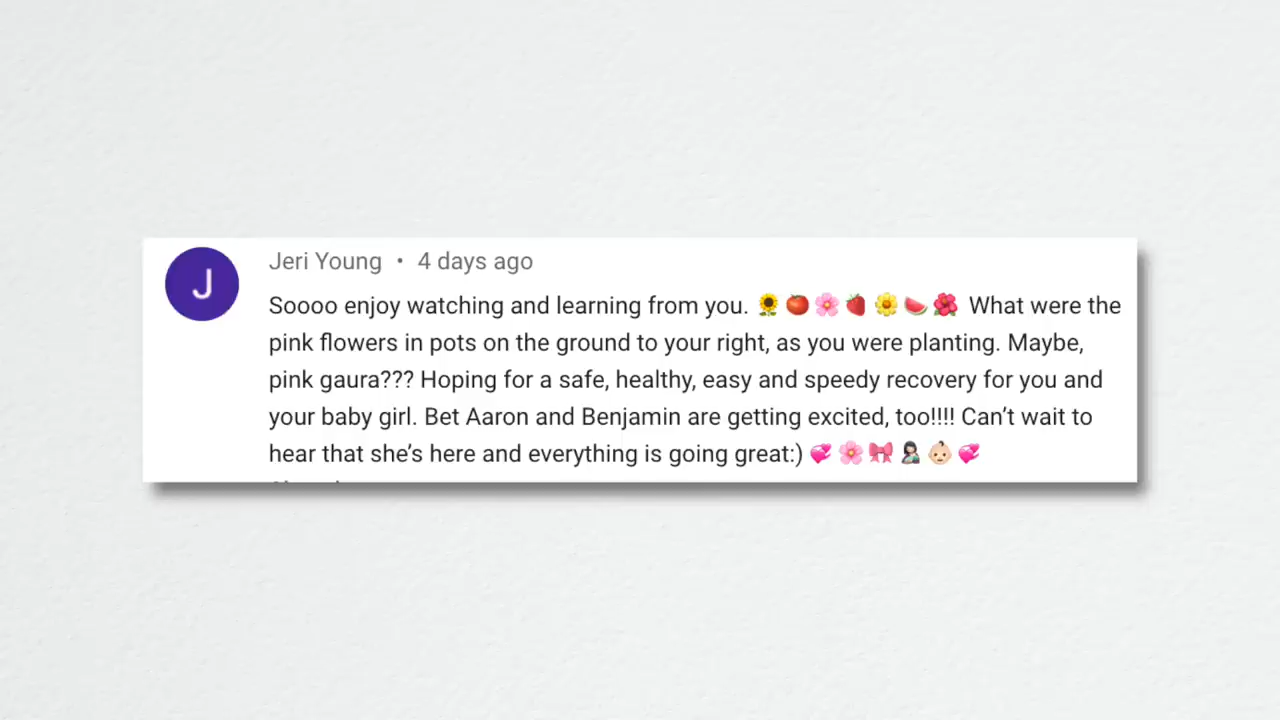 J
Jeri Young • 4 days ago
Soooo enjoy watching and learning from you. 🌻🍅🌸🍓🌼🍉🌺 What were the
pink flowers in pots on the ground to your right, as you were planting. Maybe,
pink gaura??? Hoping for a safe, healthy, easy and speedy recovery for you and
your baby girl. Bet Aaron and Benjamin are getting excited, too!!!! Can’t wait to
hear that she’s here and everything is going great:) 💞🌸🎀👩🏻‍🍼👶🏻💞